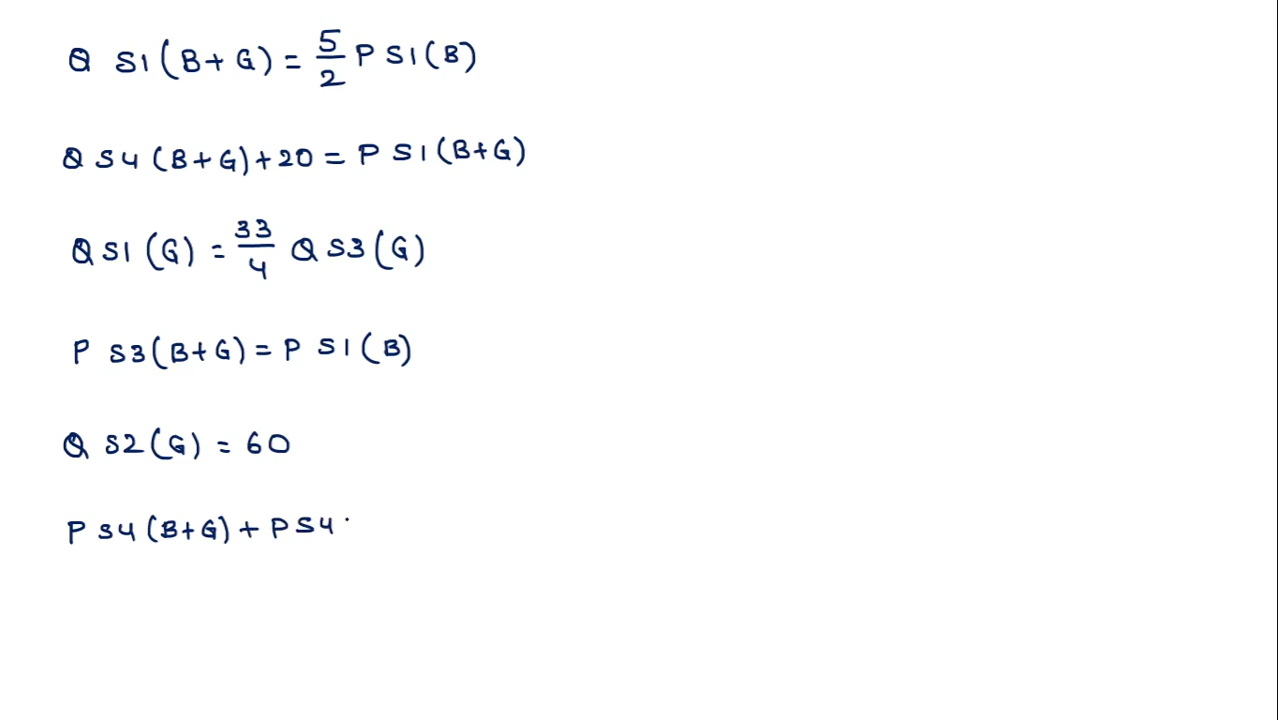 Q S1(B+G) = 5/2 P S1(B)
Q S4(B+G)+20 = P S1(B+G)
Q S1(G) = 33/4 Q S3(G)
P S3(B+G) = P S1(B)
Q S2(G) = 60
P S4(B+G) + P S4